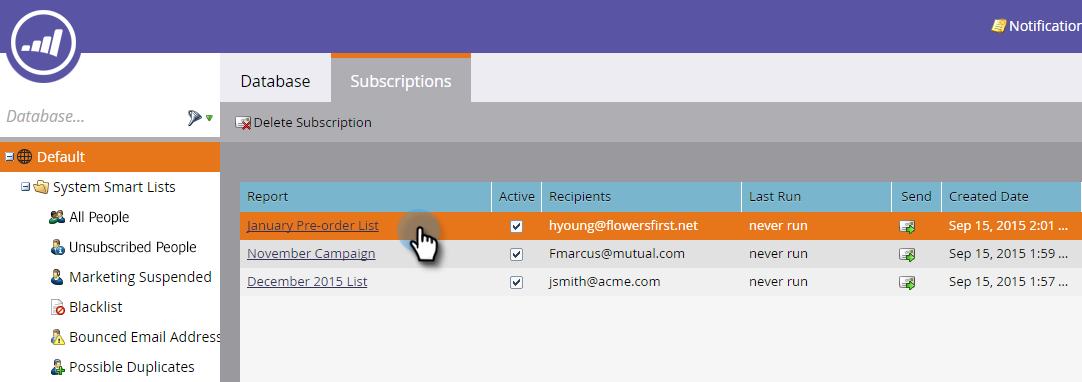 Notification
Database Subscriptions
Database...
Delete Subscription
Default
System Smart Lists
All People
Unsubscribed People
Marketing Suspended
Blacklist
Bounced Email Address
Possible Duplicates
Report Active Recipients Last Run Send Created Date
January Pre-order List hyoung@flowersfirst.net never run Sep 15, 2015 2:01 ...
November Campaign Fmarcus@mutual.com never run Sep 15, 2015 1:59 ...
December 2015 List jsmith@acme.com never run Sep 15, 2015 1:57 ...